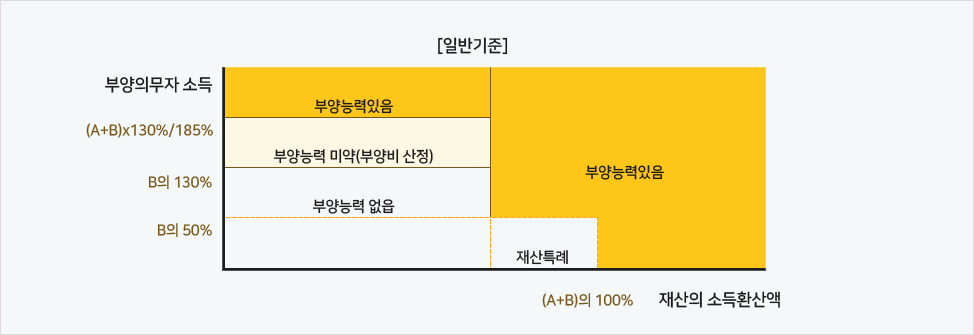 [일반기준]
부양의무자 소득
부양능력있음
(A+B)x130%/185%
부양능력 미약(부양비 산정)
부양능력있음
B의 130%
부양능력 없읍
B의 50%
재산특례
(A+B)의 100%
재산의 소득환산액